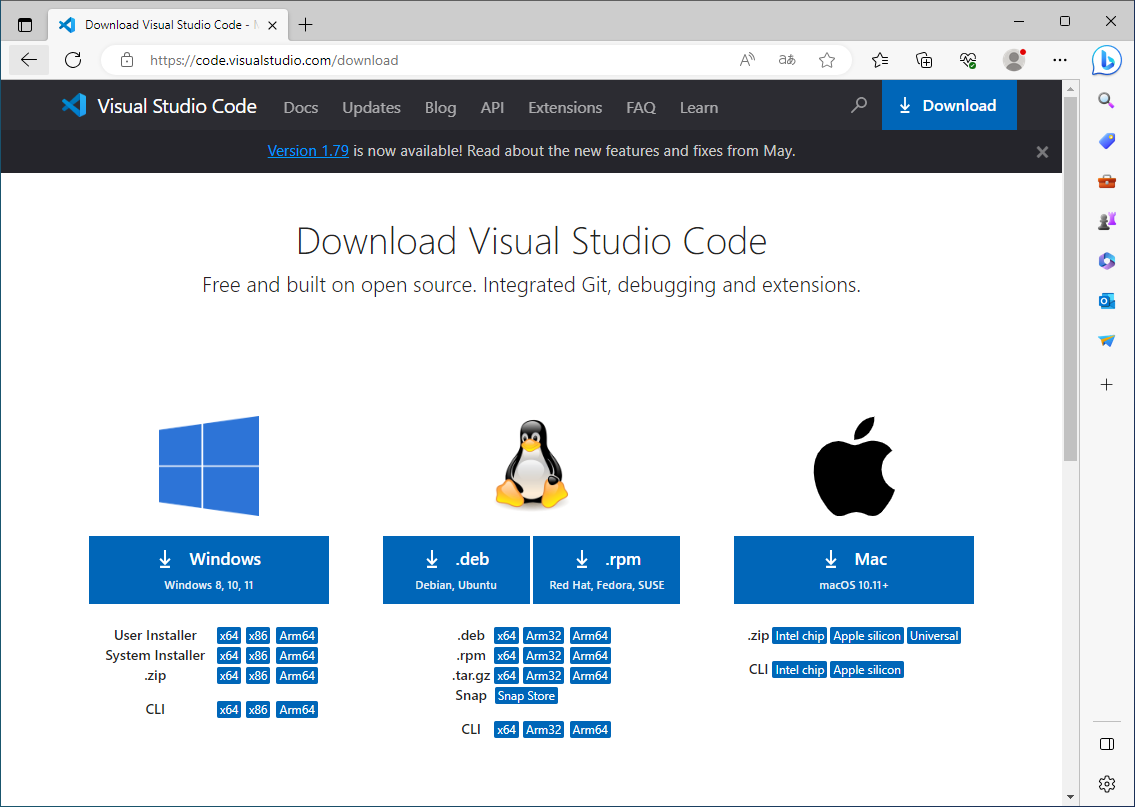 Download Visual Studio Code -
https://code.visualstudio.com/download
Visual Studio Code Docs Updates Blog API Extensions FAQ Learn Download
Version 1.79 is now available! Read about the new features and fixes from May.
Download Visual Studio Code
Free and built on open source. Integrated Git, debugging and extensions.
Windows
Windows 8, 10, 11
User Installer x64 x86 Arm64
System Installer x64 x86 Arm64
.zip x64 x86 Arm64
CLI x64 x86 Arm64
.deb
Debian, Ubuntu
.rpm
Red Hat, Fedora, SUSE
.deb x64 Arm32 Arm64
.rpm x64 Arm32 Arm64
.tar.gz x64 Arm32 Arm64
Snap Snap Store
CLI x64 Arm32 Arm64
Mac
macOS 10.11+
.zip Intel chip Apple silicon Universal
CLI Intel chip Apple silicon